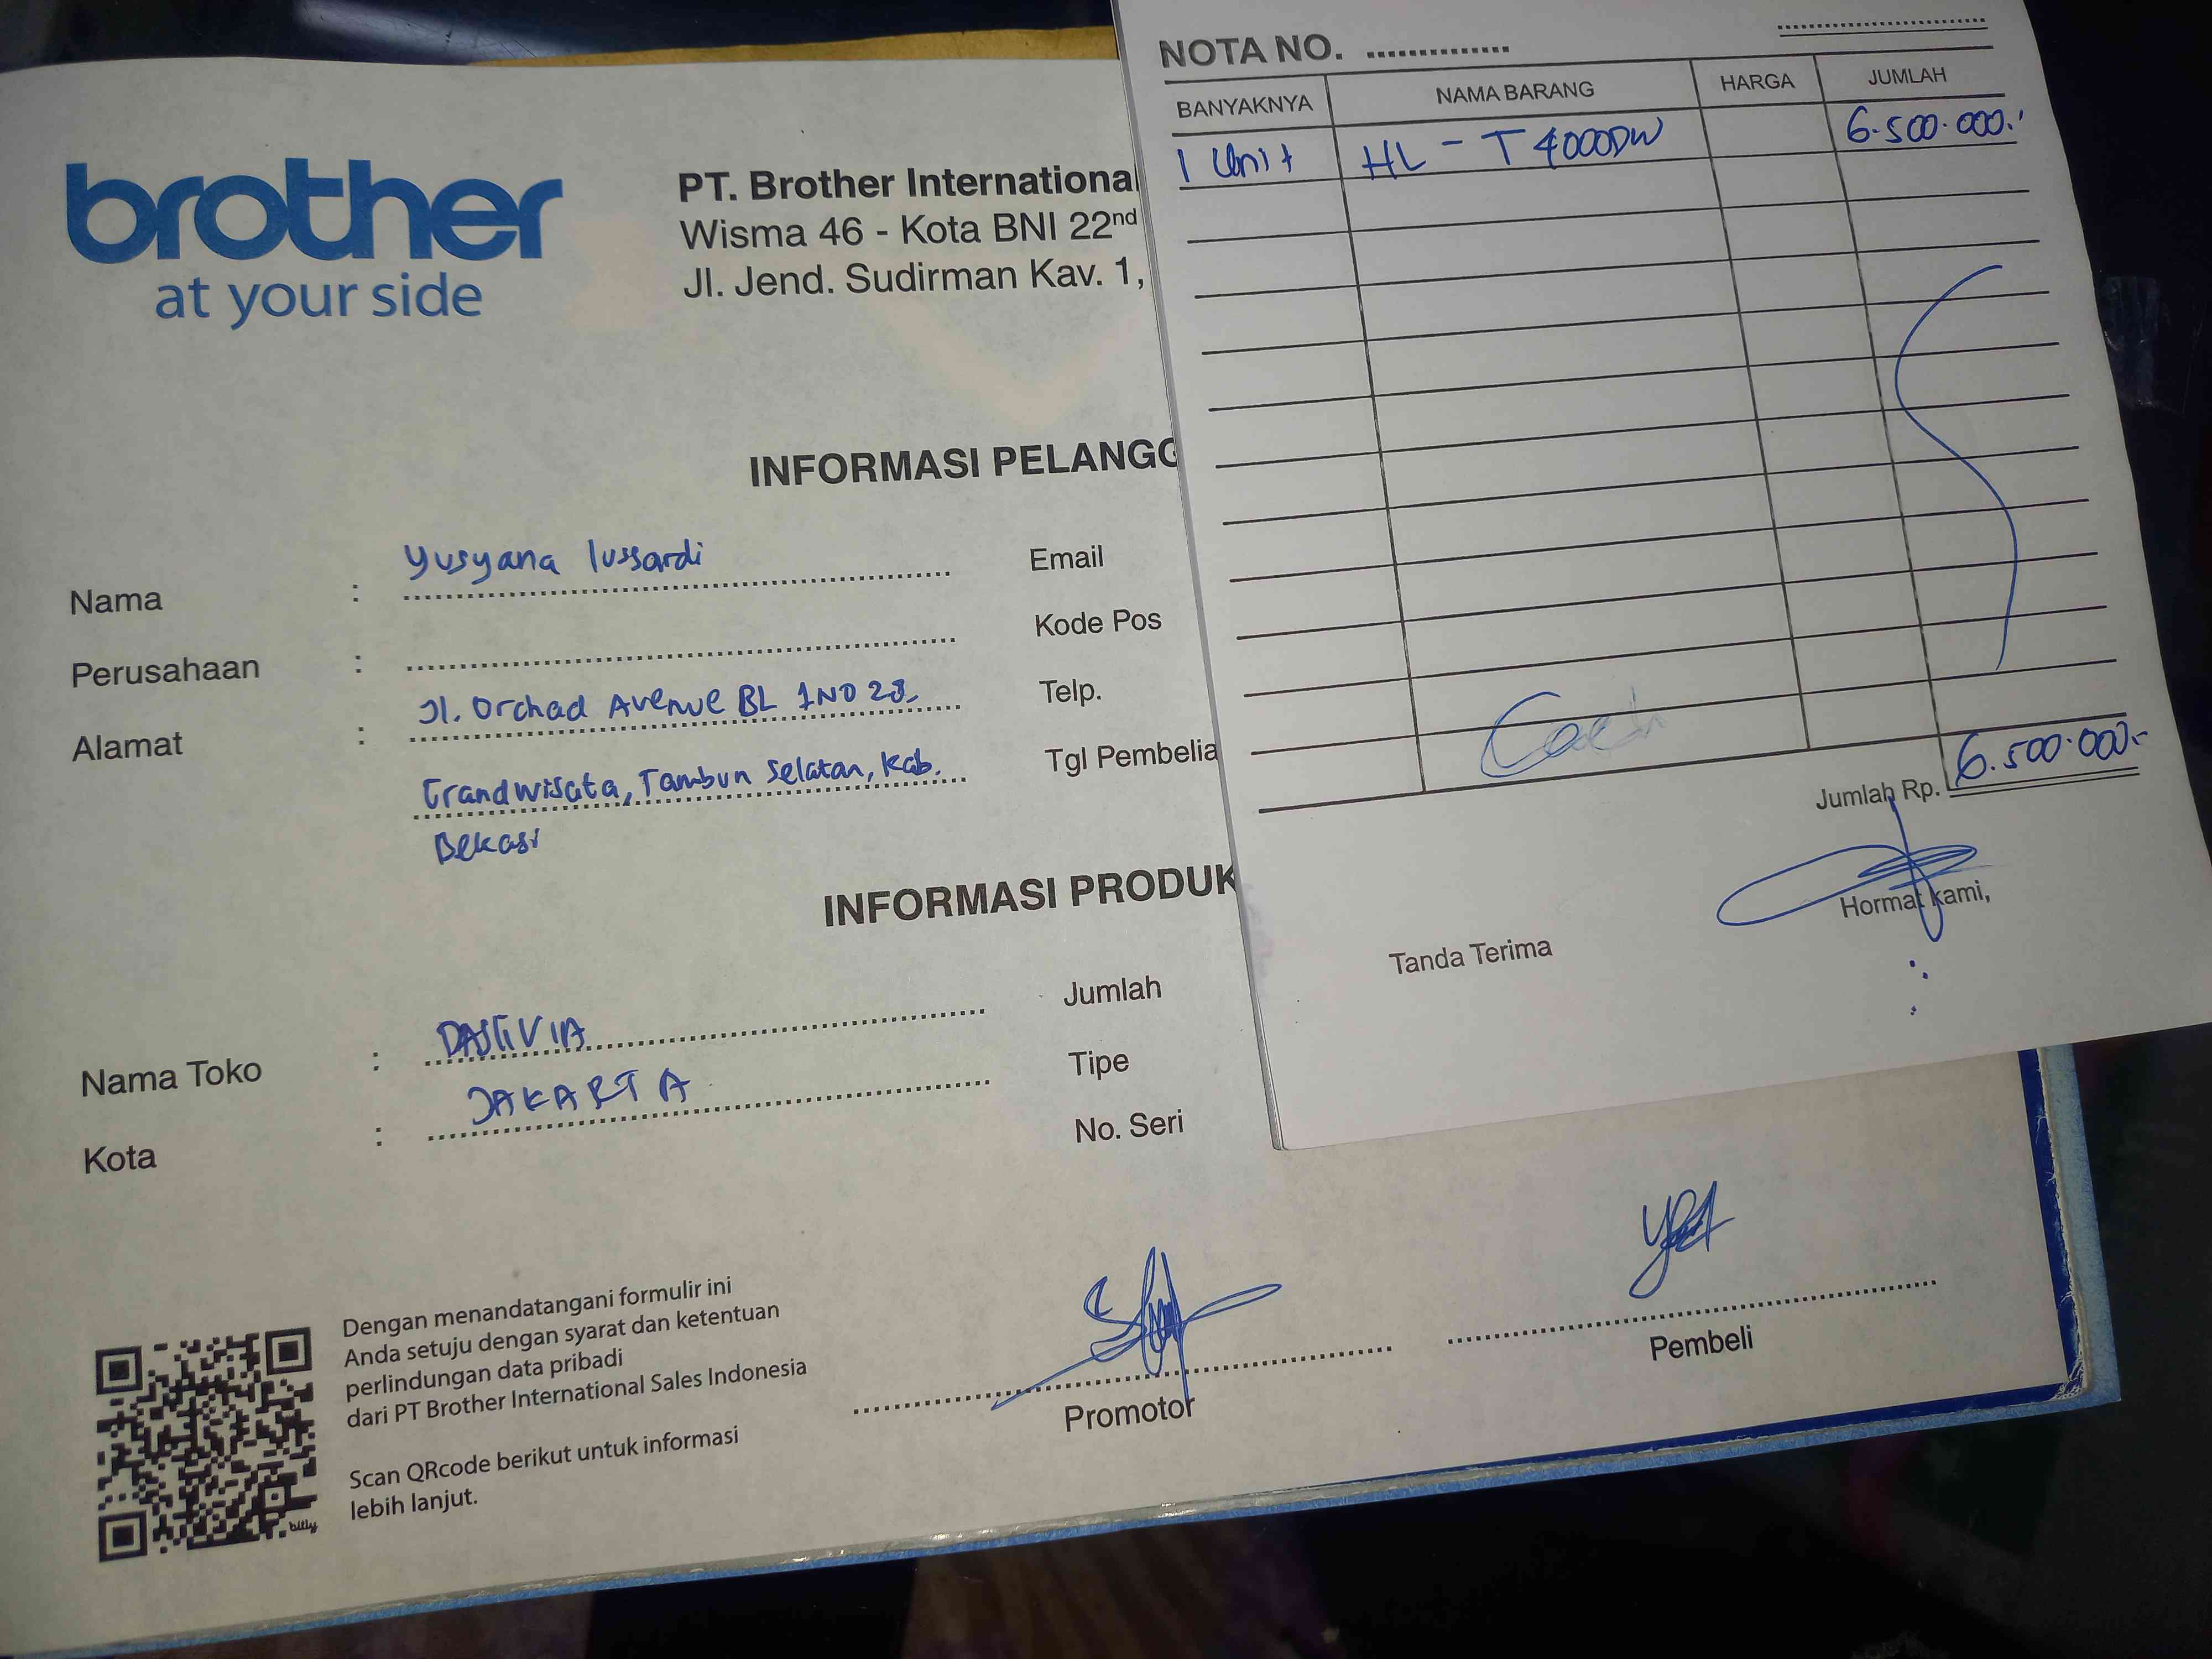 brother
at your side
PT. Brother Internationa
Wisma 46 - Kota BNI 22nd
Jl. Jend. Sudirman Kav. 1,
INFORMASI PELANGG
Nama : Yusyana lussardi
Perusahaan :
Alamat : Jl. Orchad Avenue BL 1NO 28.
Grandwisata, Tambun Selatan, Kab.
Bekasi
Email
Kode Pos
Telp.
Tgl Pembelia
INFORMASI PRODUK
Nama Toko :
Kota : JAKARTA
Jumlah
Tipe
No. Seri
Dengan menandatangani formulir ini
Anda setuju dengan syarat dan ketentuan
perlindungan data pribadi
dari PT Brother International Sales Indonesia
Scan QRcode berikut untuk informasi
lebih lanjut.
bitly
Promotor
Pembeli
NOTA NO.
BANYAKNYA NAMA BARANG HARGA JUMLAH
1 Unit HL - T4000DW 6.500.000.-
Cash
Jumlah Rp. 6.500.000.-
Tanda Terima
Hormat kami,